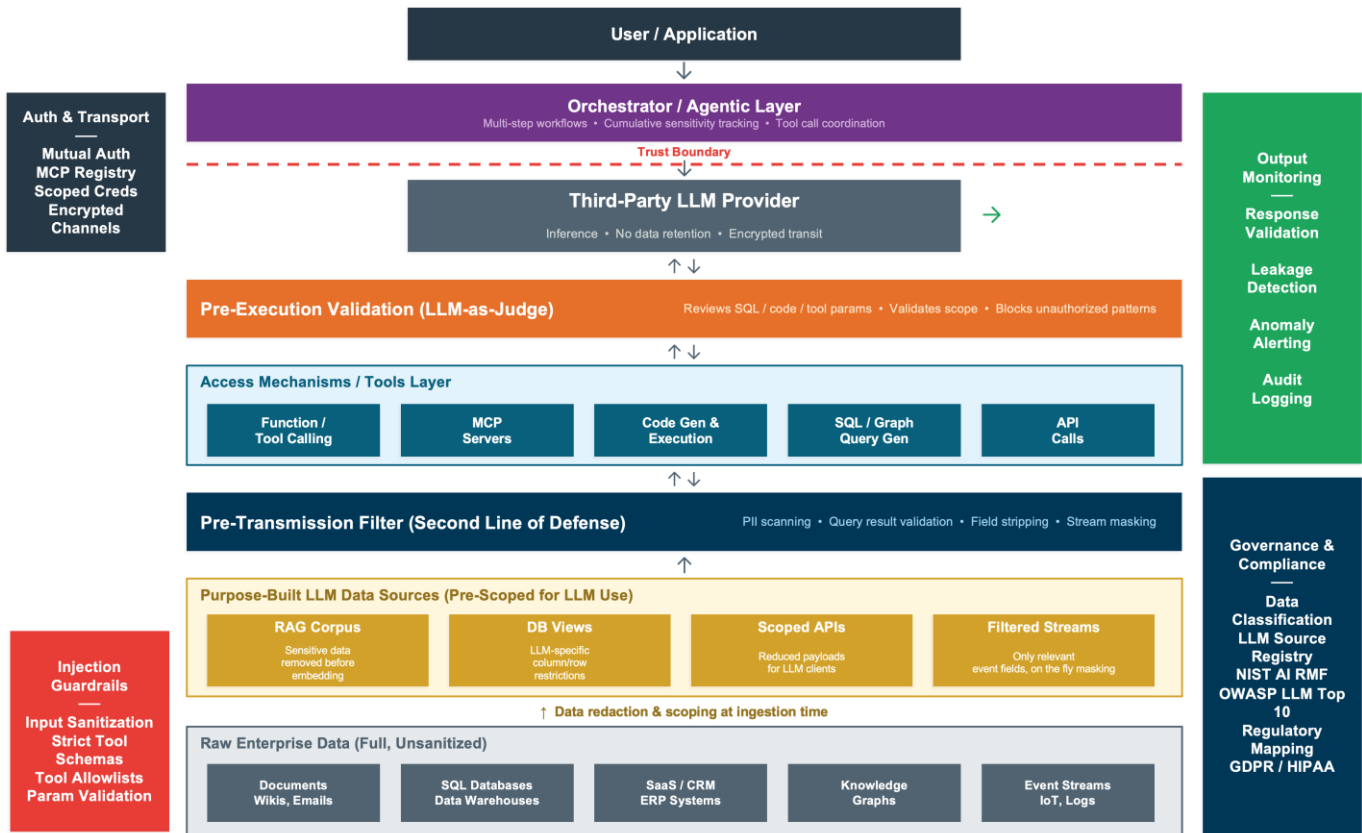 User / Application
Orchestrator / Agentic Layer
Multi-step workflows • Cumulative sensitivity tracking • Tool call coordination
Trust Boundary
Third-Party LLM Provider
Inference • No data retention • Encrypted transit
Pre-Execution Validation (LLM-as-Judge)
Reviews SQL / code / tool params • Validates scope • Blocks unauthorized patterns
Access Mechanisms / Tools Layer
Function /
Tool Calling
MCP
Servers
Code Gen &
Execution
SQL / Graph
Query Gen
API
Calls
Pre-Transmission Filter (Second Line of Defense)
PII scanning • Query result validation • Field stripping • Stream masking
Purpose-Built LLM Data Sources (Pre-Scoped for LLM Use)
RAG Corpus
Sensitive data
removed before
embedding
DB Views
LLM-specific
column/row
restrictions
Scoped APIs
Reduced payloads
for LLM clients
Filtered Streams
Only relevant
event fields, on the fly masking
↑ Data redaction & scoping at ingestion time
Raw Enterprise Data (Full, Unsanitized)
Documents
Wikis, Emails
SQL Databases
Data Warehouses
SaaS / CRM
ERP Systems
Knowledge
Graphs
Event Streams
IoT, Logs
Auth & Transport
Mutual Auth
MCP Registry
Scoped Creds
Encrypted
Channels
Injection
Guardrails
Input Sanitization
Strict Tool
Schemas
Tool Allowlists
Param Validation
Output
Monitoring
Response
Validation
Leakage
Detection
Anomaly
Alerting
Audit
Logging
Governance &
Compliance
Data
Classification
LLM Source
Registry
NIST AI RMF
OWASP LLM Top
10
Regulatory
Mapping
GDPR / HIPAA